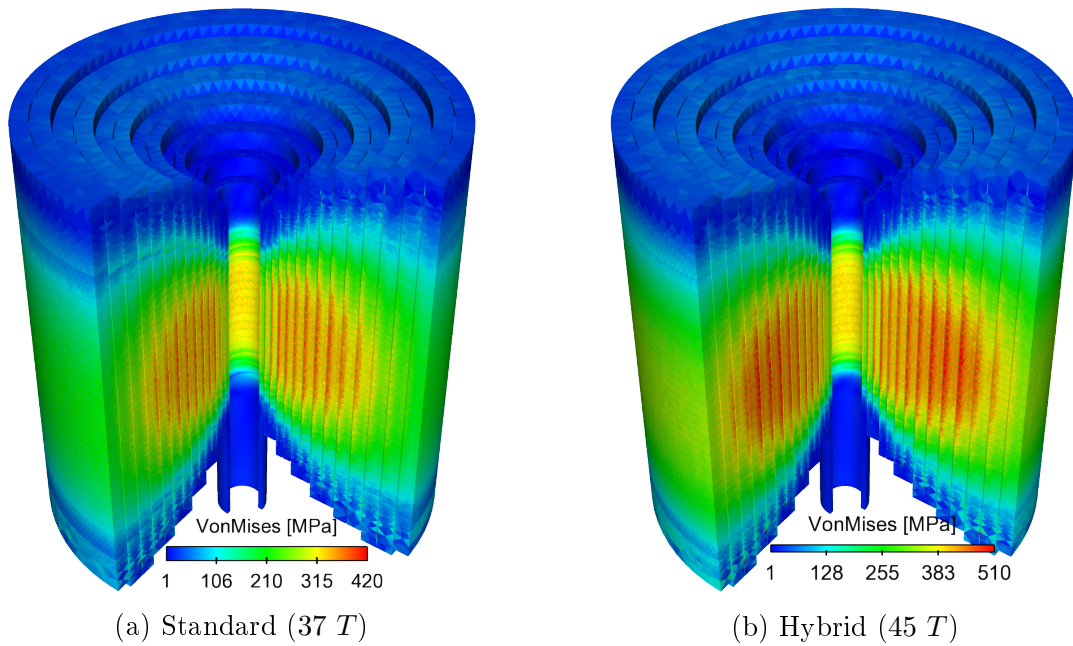 VonMises [MPa]
1 106 210 315 420
(a) Standard (37 T)
VonMises [MPa]
1 128 255 383 510
(b) Hybrid (45 T)